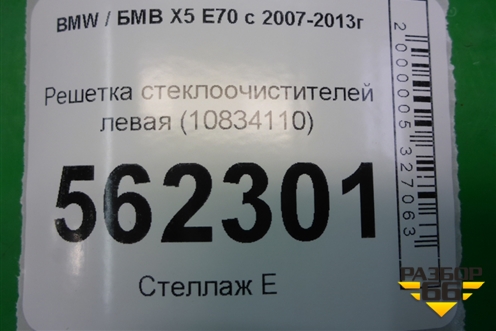 BMW / БМВ X5 E70 с 2007-2013г
Решетка стеклоочистителей
левая (10834110)
562301
Стеллаж Е
2000005327063
РАЗБОР
66